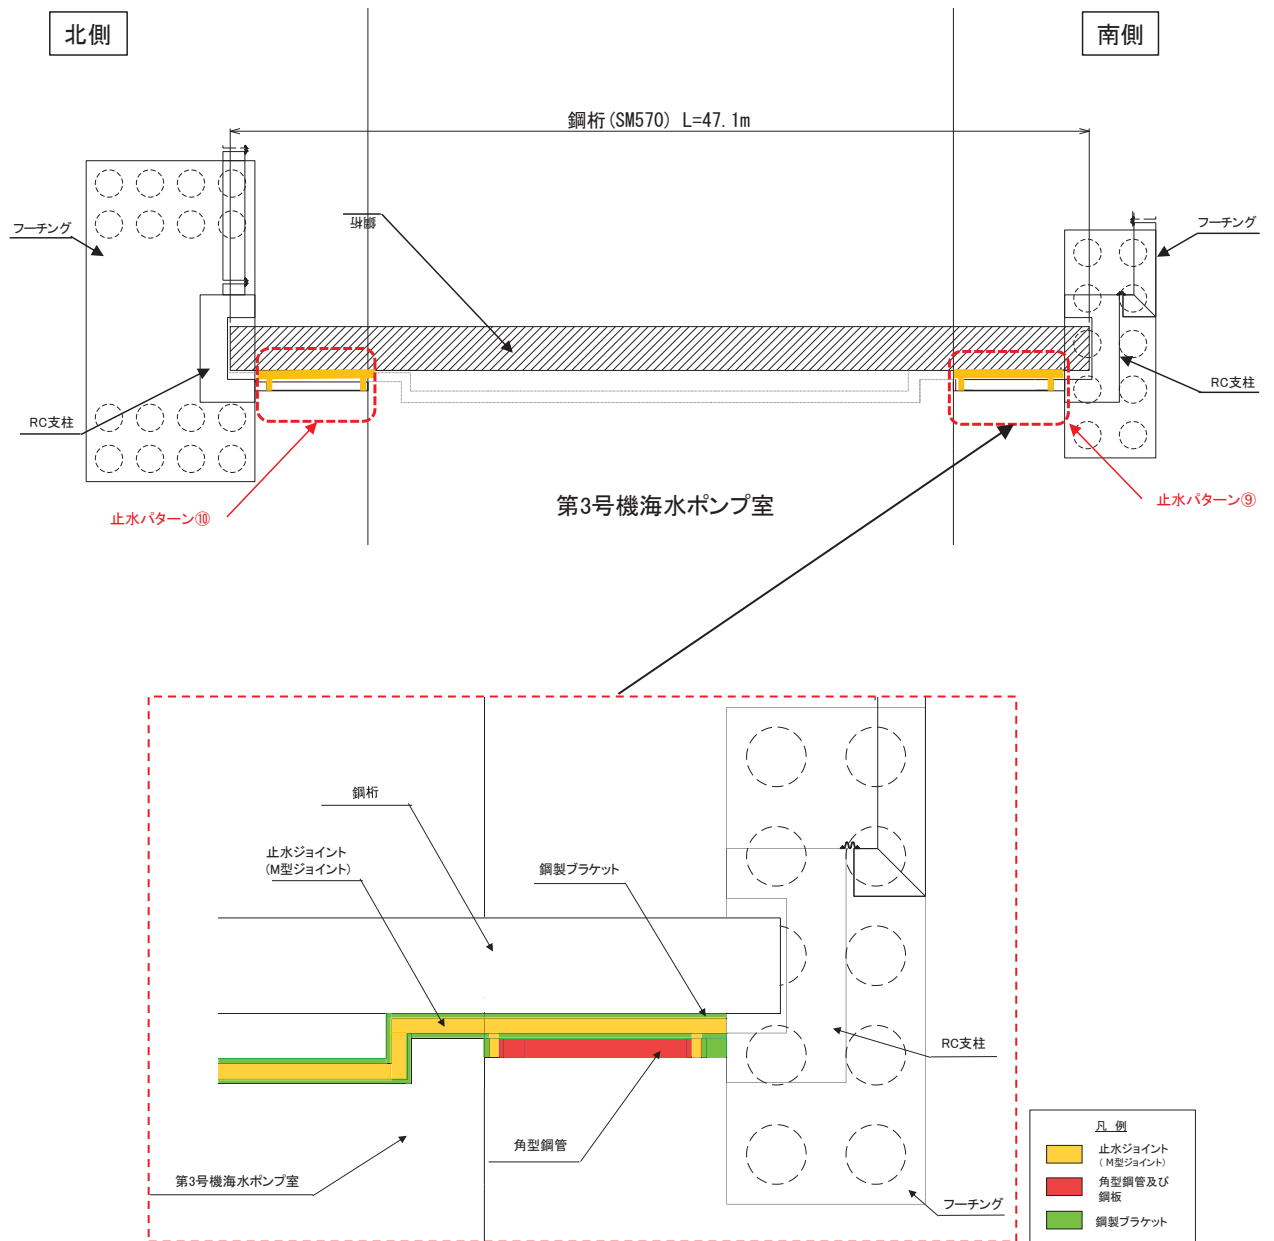 北側
南側
鋼桁(SM570) L=47.1m
鋼桁
フーチング
フーチング
RC支柱
RC支柱
止水パターン⑩
止水パターン⑨
第3号機海水ポンプ室
鋼桁
止水ジョイント
(M型ジョイント)
鋼製ブラケット
RC支柱
角型鋼管
第3号機海水ポンプ室
フーチング
凡 例
止水ジョイント
(M型ジョイント)
角型鋼管及び
鋼板
鋼製ブラケット